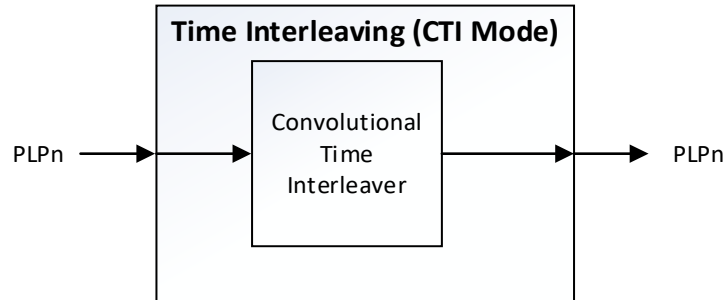 Time Interleaving (CTI Mode)
Convolutional
Time
Interleaver
PLPn
PLPn